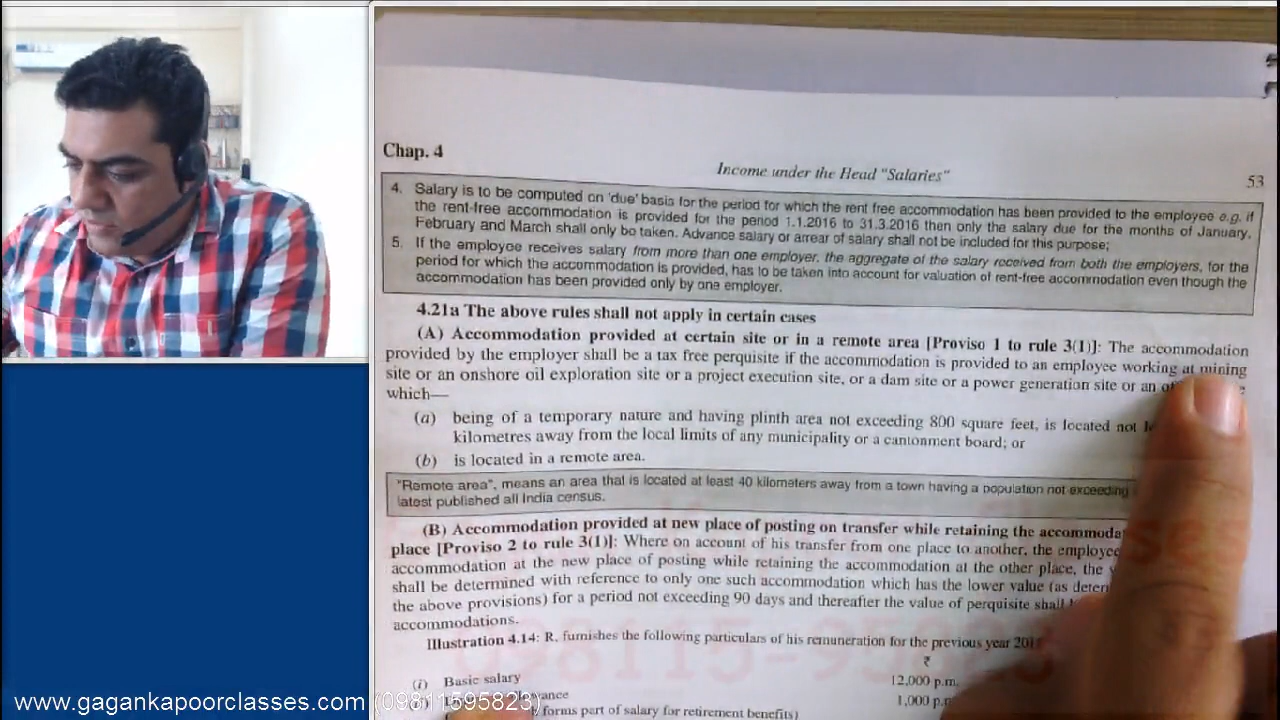 Chap. 4
Income under the Head "Salaries"
53
4. Salary is to be computed on 'due' basis for the period for which the rent free accommodation has been provided to the employee e.g. if
the rent-free accommodation is provided for the period 1.1.2016 to 31.3.2016 then only the salary due for the months of January,
February and March shall only be taken. Advance salary or arrear of salary shall not be included for this purpose;
5. If the employee receives salary from more than one employer, the aggregate of the salary received from both the employers, for the
period for which the accommodation is provided, has to be taken into account for valuation of rent-free accommodation even though the
accommodation has been provided only by one employer.
4.21a The above rules shall not apply in certain cases
(A) Accommodation provided at certain site or in a remote area [Proviso 1 to rule 3(1)]: The accommodation
provided by the employer shall be a tax free perquisite if the accommodation is provided to an employee working at mining
site or an onshore oil exploration site or a project execution site, or a dam site or a power generation site or an
which—
(a) being of a temporary nature and having plinth area not exceeding 800 square feet, is located not
kilometres away from the local limits of any municipality or a cantonment board; or
(b) is located in a remote area.
"Remote area", means an area that is located at least 40 kilometers away from a town having a population not exceeding
latest published all India census.
(B) Accommodation provided at new place of posting on transfer while retaining the
place [Proviso 2 to rule 3(1)]: Where on account of his transfer from one place to another, the employee
accommodation at the new place of posting while retaining the accommodation at the other place, the
shall be determined with reference to only one such accommodation which has the lower value (as
the above provisions) for a period not exceeding 90 days and thereafter the value of perquisite shall
accommodations.
Illustration 4.14: R, furnishes the following particulars of his remuneration for the previous year
₹
(i) Basic salary 12,000 p.m.
1,000 p.m.
forms part of salary for retirement benefits)
www.gagankapoorclasses.com (09811595823)
098115-95823